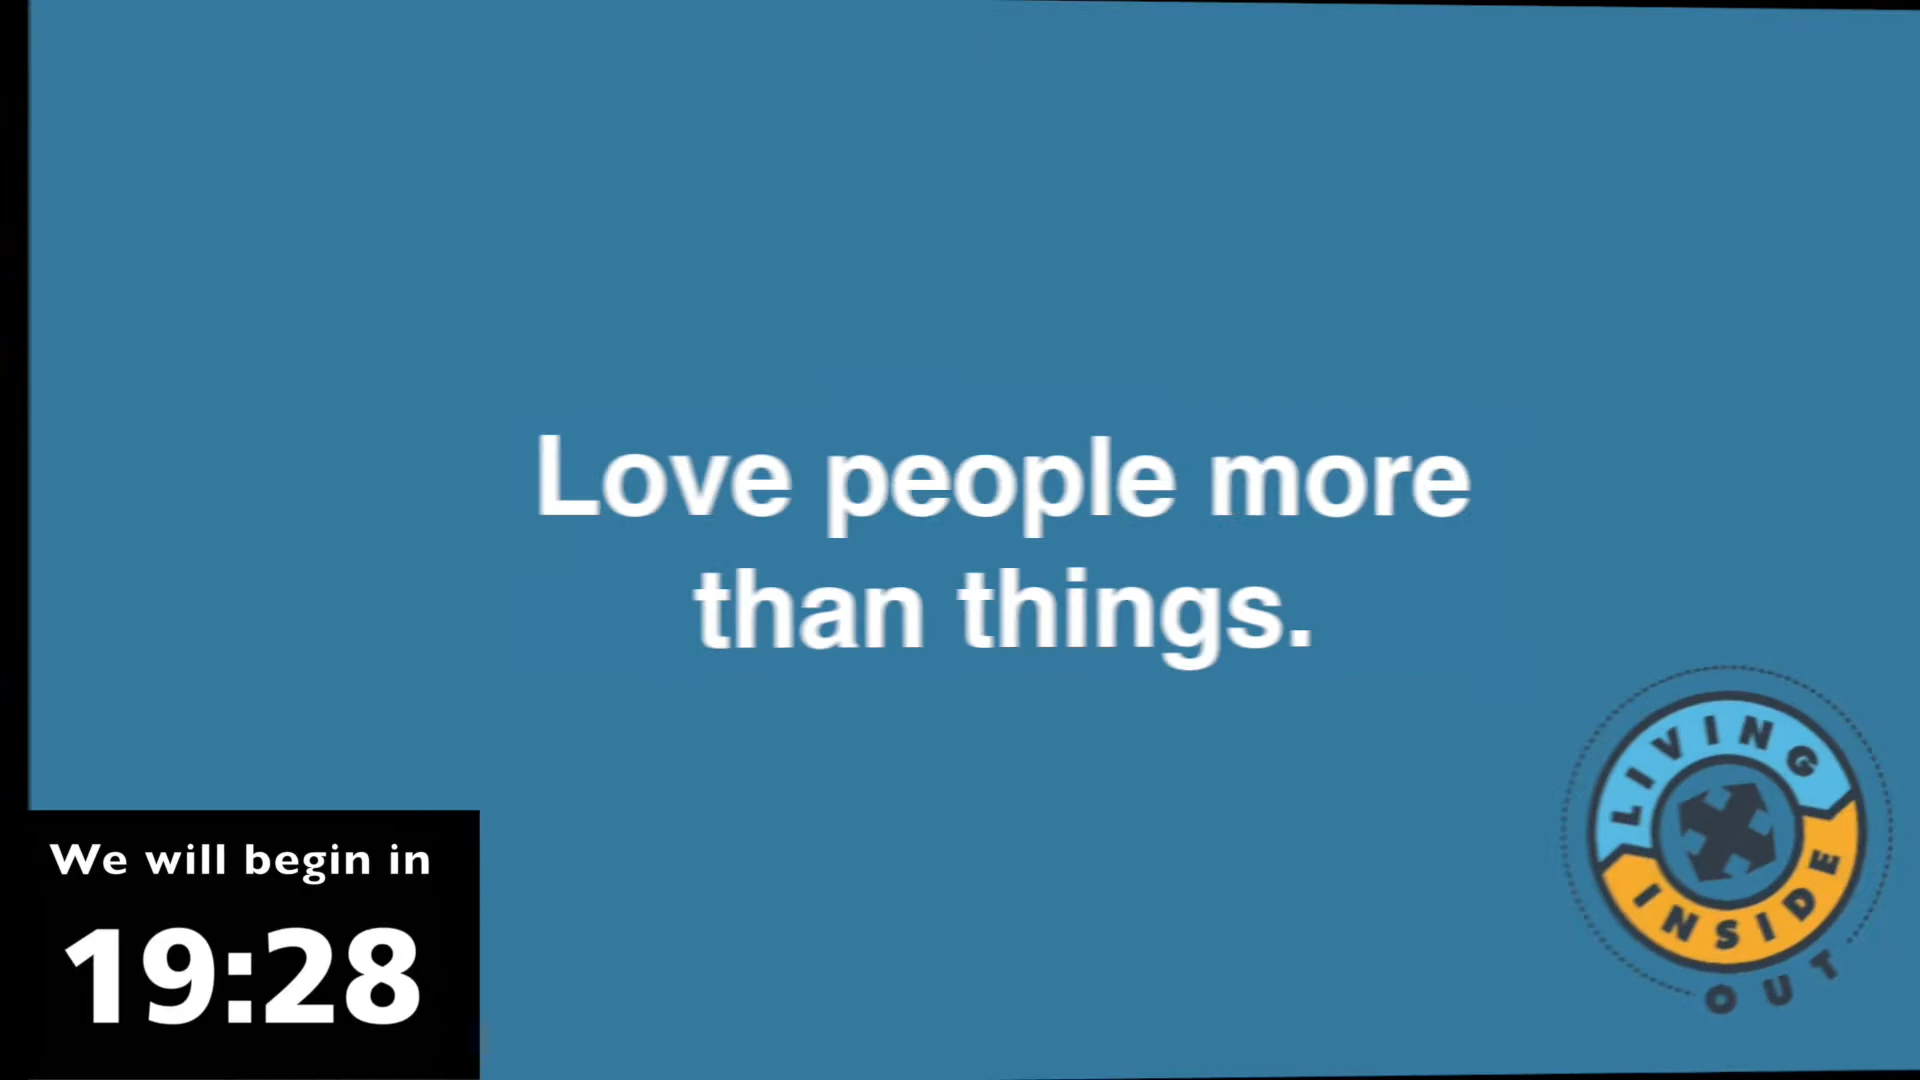 Love people more
than things.
We will begin in
19:28
LIVING
INSIDE
OUT